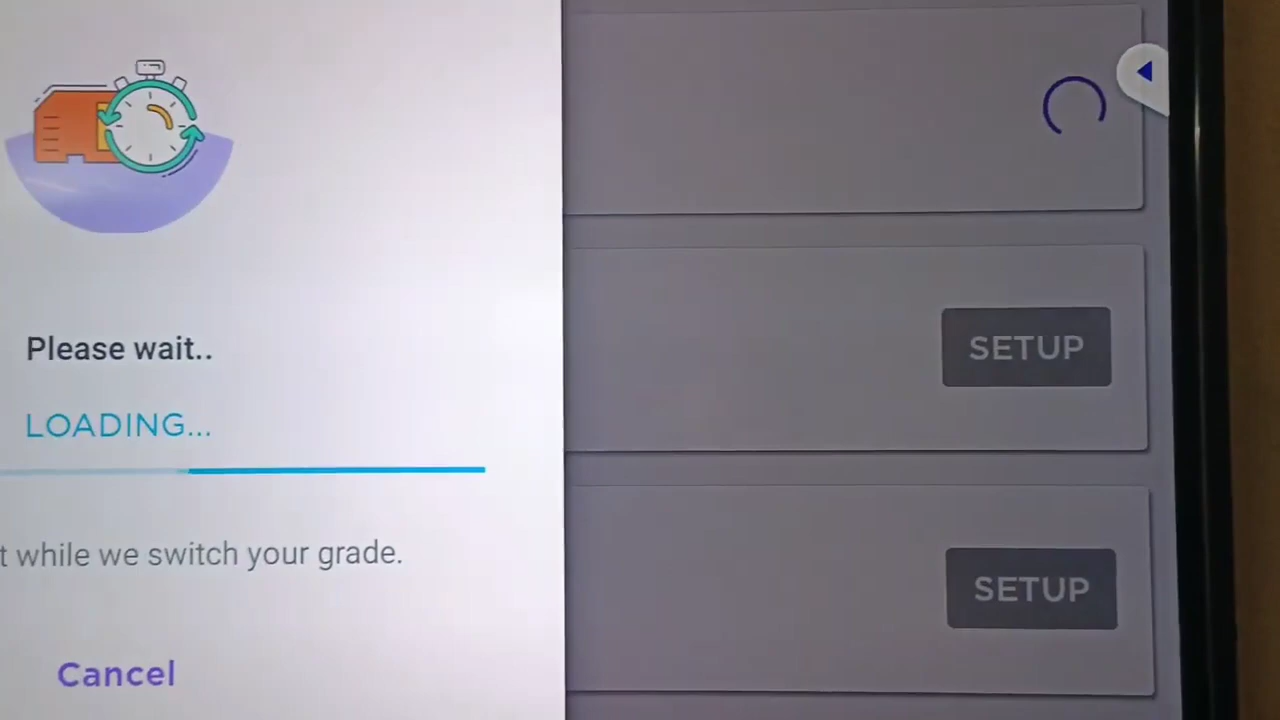 Please wait..
LOADING...
t while we switch your grade.
Cancel
SETUP
SETUP